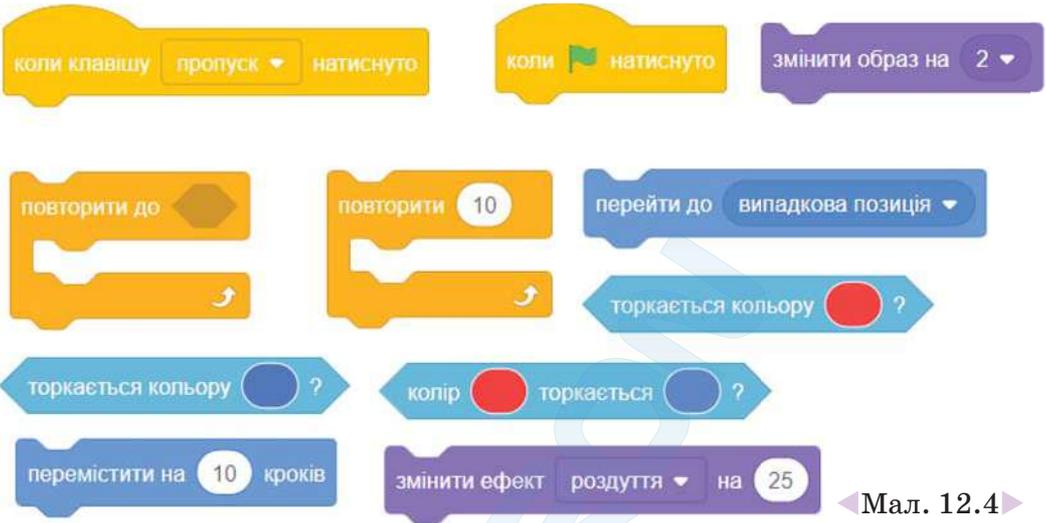 коли клавішу пропуск натиснуто
коли натиснуто
змінити образ на 2
повторити до
повторити 10
перейти до випадкова позиція
торкається кольору ?
торкається кольору ?
колір торкається ?
перемістити на 10 кроків
змінити ефект роздуття на 25
Мал. 12.4